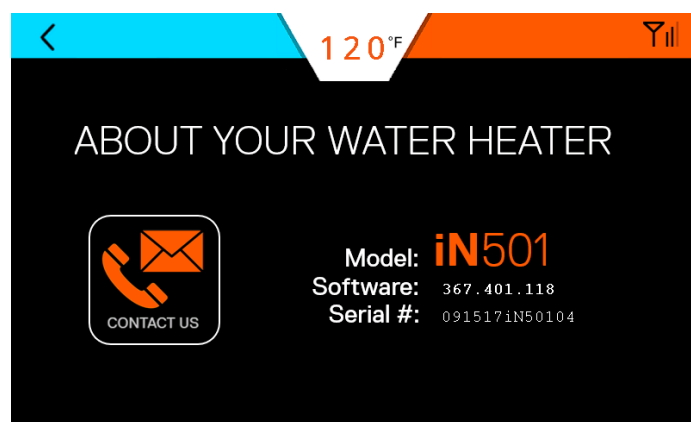 120°F
ABOUT YOUR WATER HEATER
CONTACT US
Model: iN501
Software: 367.401.118
Serial #: 091517iN50104